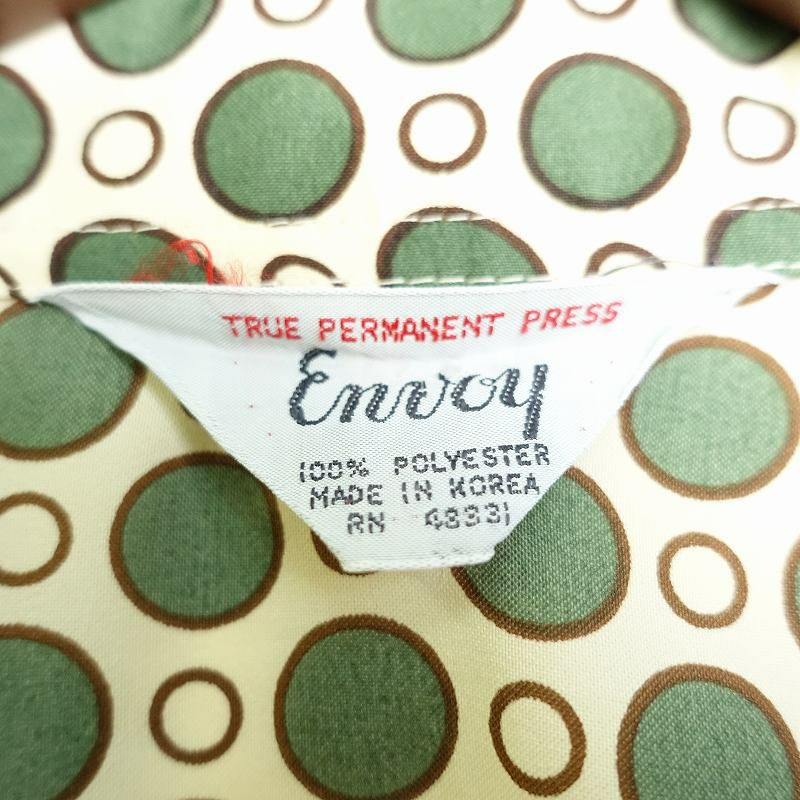 TRUE PERMANENT PRESS
Envoy
100% POLYESTER
MADE IN KOREA
RN 48331